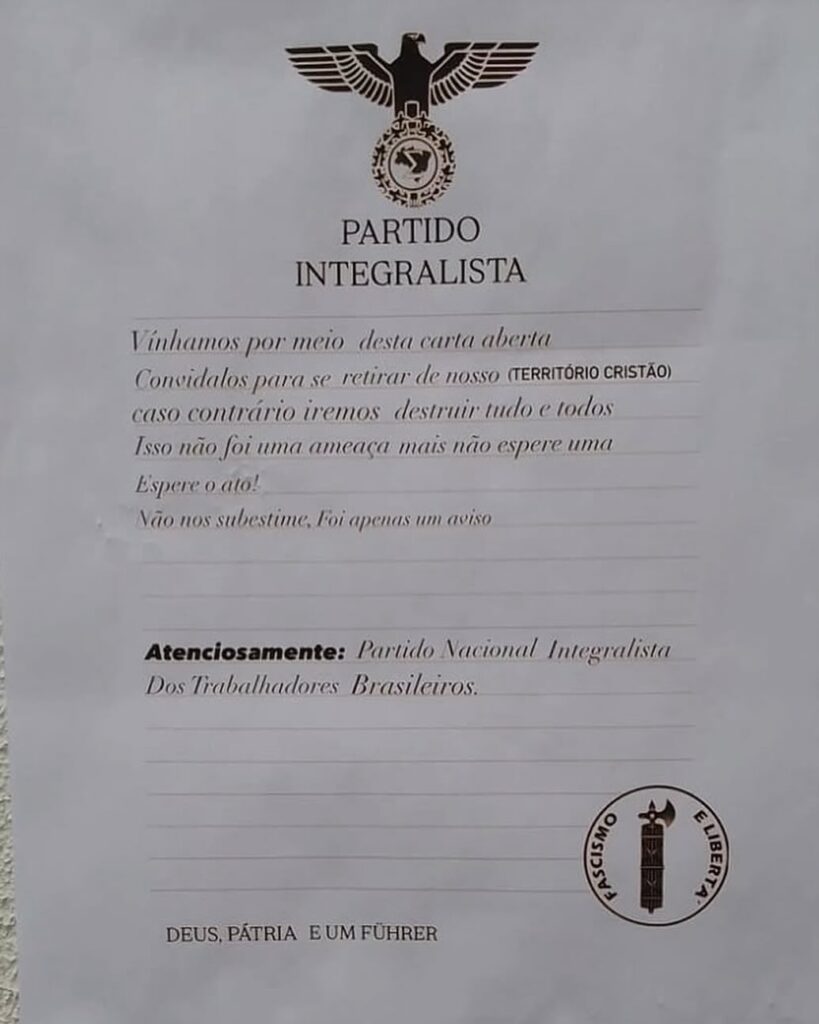 PARTIDO
INTEGRALISTA
Vínhamos por meio desta carta aberta
Convidalos para se retirar de nosso (TERRITÓRIO CRISTÃO)
caso contrário iremos destruir tudo e todos
Isso não foi uma ameaça mais não espere uma
Espere o ato!
Não nos subestime, Foi apenas um aviso
Atenciosamente: Partido Nacional Integralista
Dos Trabalhadores Brasileiros.
FASCISMO E LIBERTA'
DEUS, PÁTRIA E UM FÜHRER